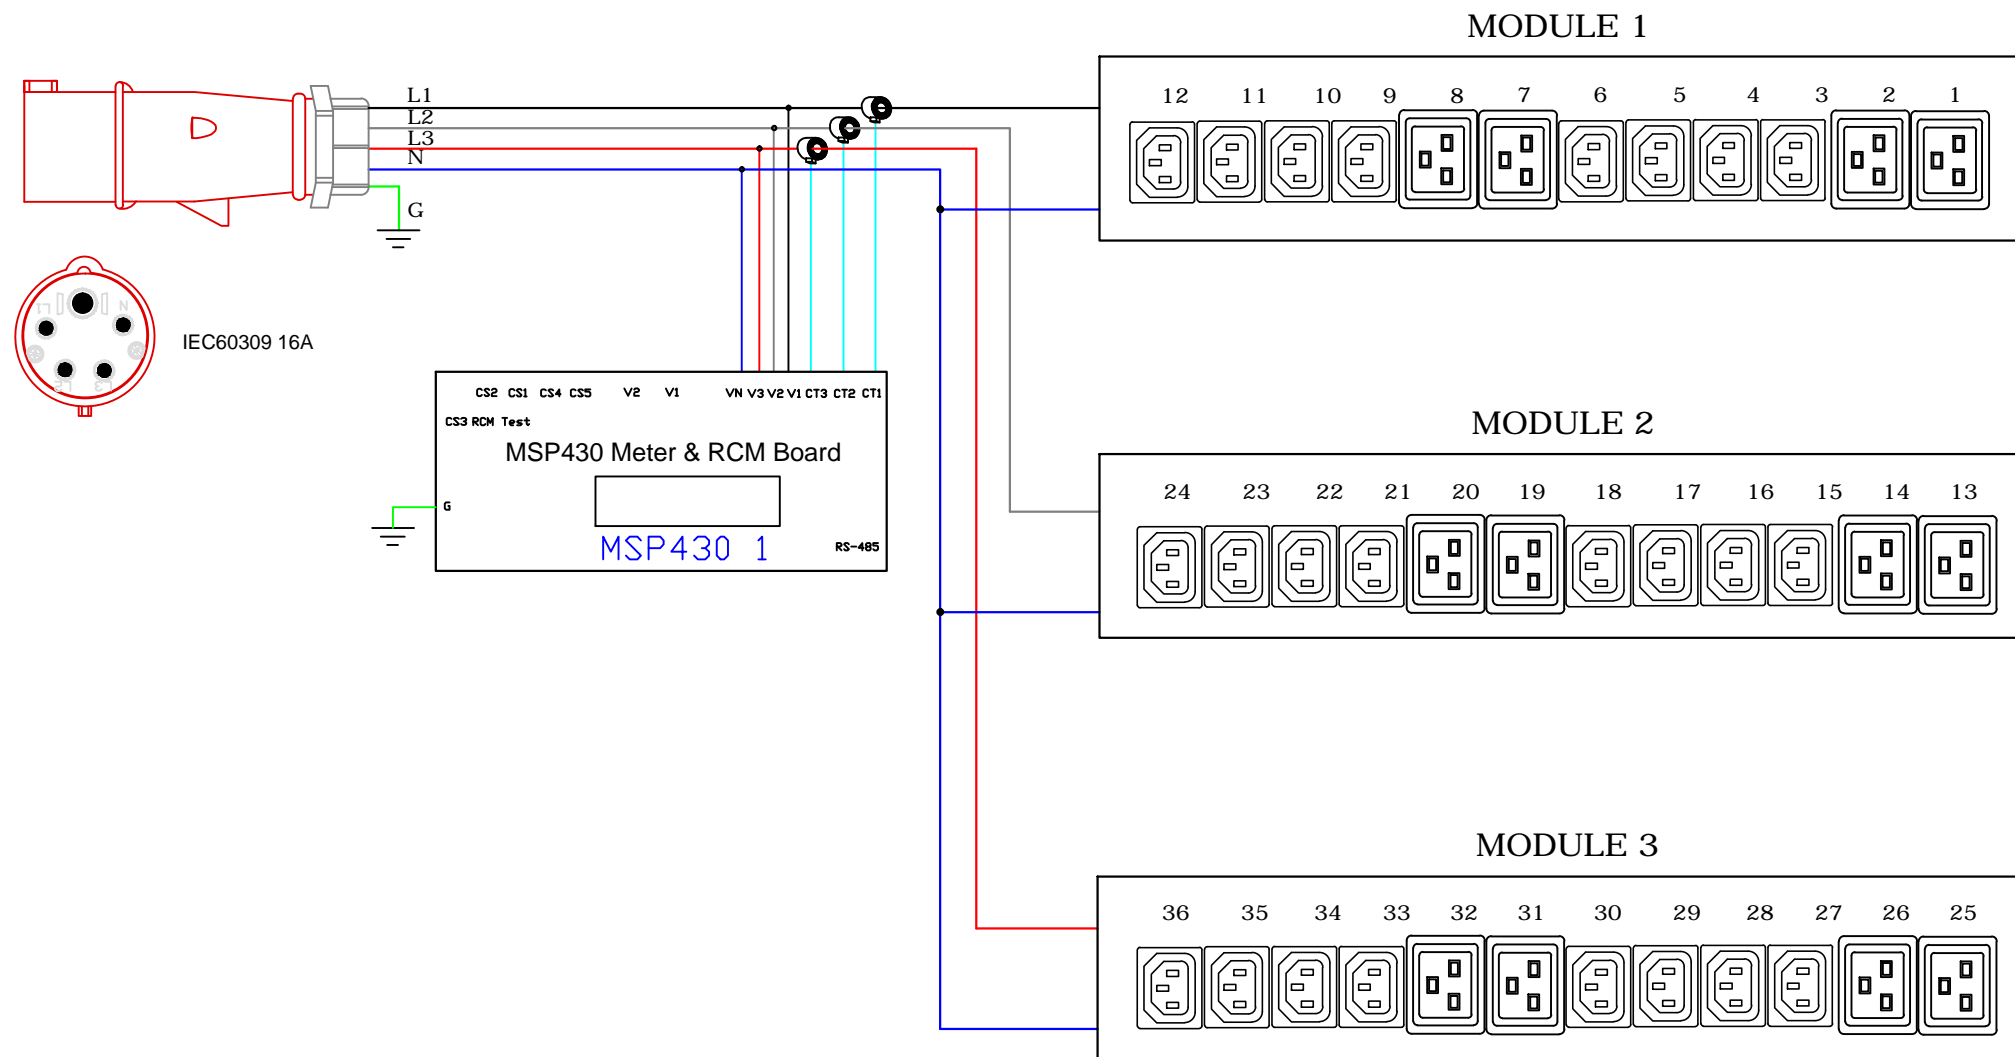 MODULE 1
12 11 10 9 8 7 6 5 4 3 2 1
L1
L2
L3
N
G
L1 N
L2 L3
IEC60309 16A
CS2 CS1 CS4 CS5 V2 V1 VN V3 V2 V1 CT3 CT2 CT1
CS3 RCM Test
MSP430 Meter & RCM Board
G
MSP430 1
RS-485
MODULE 2
24 23 22 21 20 19 18 17 16 15 14 13
MODULE 3
36 35 34 33 32 31 30 29 28 27 26 25